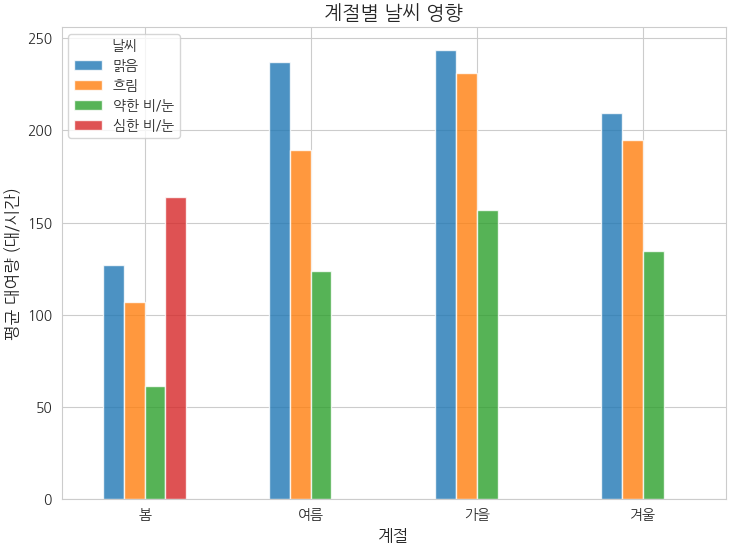 계절별 날씨 영향
날씨
맑음
흐림
약한 비/눈
심한 비/눈
평균 대여량 (대/시간)
250
200
150
100
50
0
봄
여름
가을
겨울
계절